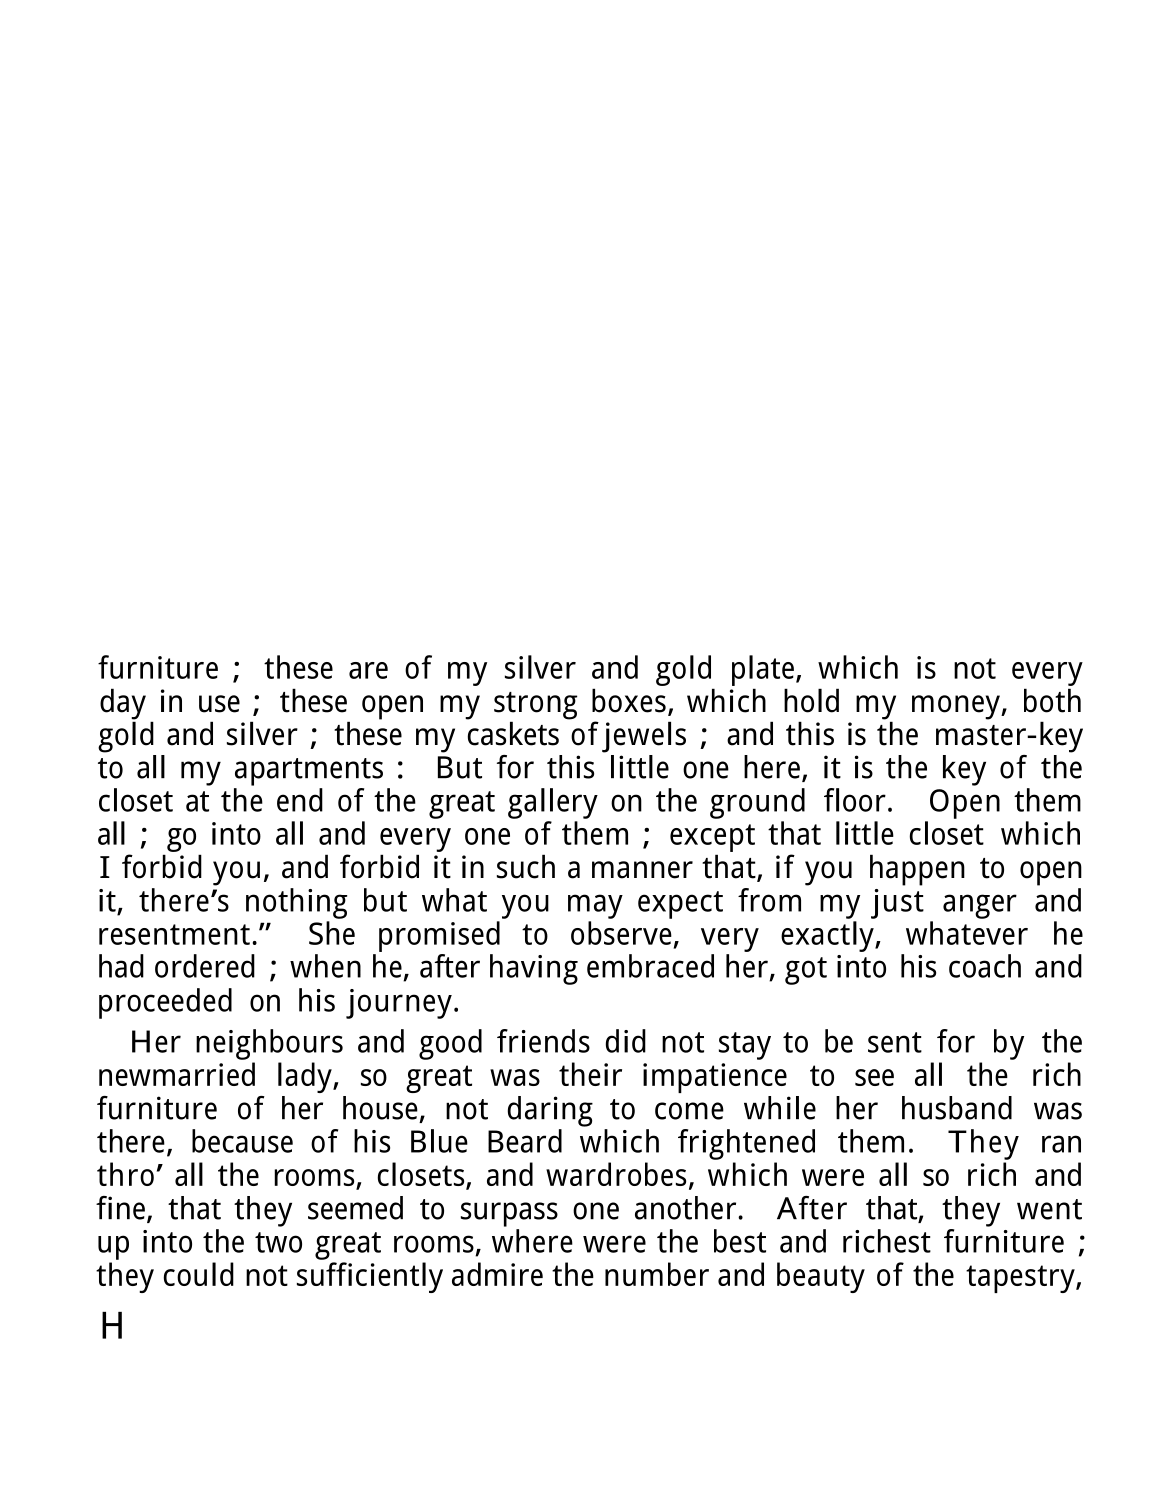 furniture ; these are of my silver and gold plate, which is not every
day in use ; these open my strong boxes, which hold my money, both
gold and silver ; these my caskets of jewels ; and this is the master-key
to all my apartments : But for this little one here, it is the key of the
closet at the end of the great gallery on the ground floor. Open them
all ; go into all and every one of them ; except that little closet which
I forbid you, and forbid it in such a manner that, if you happen to open
it, there’s nothing but what you may expect from my just anger and
resentment.” She promised to observe, very exactly, whatever he
had ordered ; when he, after having embraced her, got into his coach and
proceeded on his journey.
Her neighbours and good friends did not stay to be sent for by the
newmarried lady, so great was their impatience to see all the rich
furniture of her house, not daring to come while her husband was
there, because of his Blue Beard which frightened them. They ran
thro’ all the rooms, closets, and wardrobes, which were all so rich and
fine, that they seemed to surpass one another. After that, they went
up into the two great rooms, where were the best and richest furniture ;
they could not sufficiently admire the number and beauty of the tapestry,
H